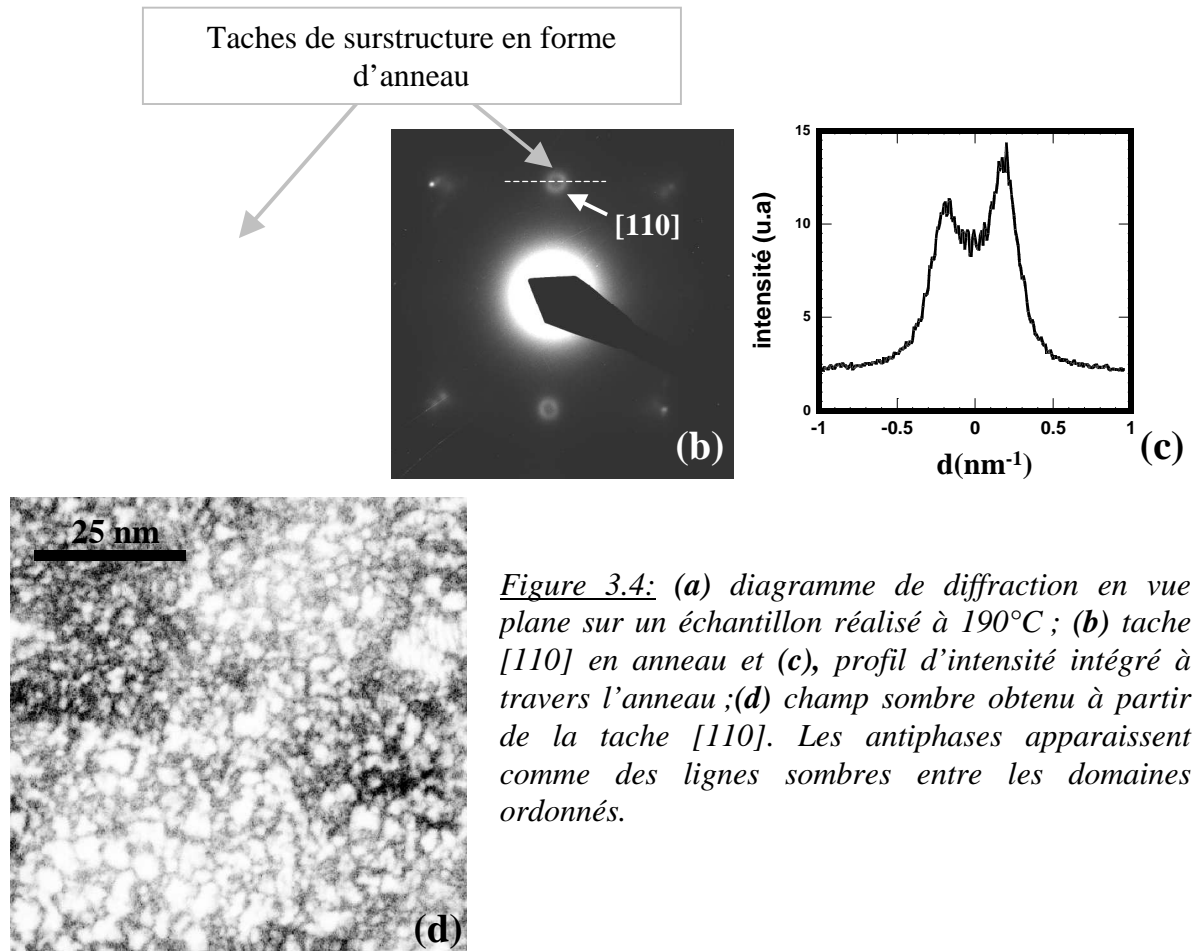 Taches de surstructure en forme
d'anneau
[110]
(b)
15
10
5
0
intensité (u.a)
-1 -0.5 0 0.5 1
d(nm-1)
(c)
25 nm
(d)
Figure 3.4: (a) diagramme de diffraction en vue
plane sur un échantillon réalisé à 190°C ; (b) tache
[110] en anneau et (c), profil d'intensité intégré à
travers l'anneau ;(d) champ sombre obtenu à partir
de la tache [110]. Les antiphases apparaissent
comme des lignes sombres entre les domaines
ordonnés.